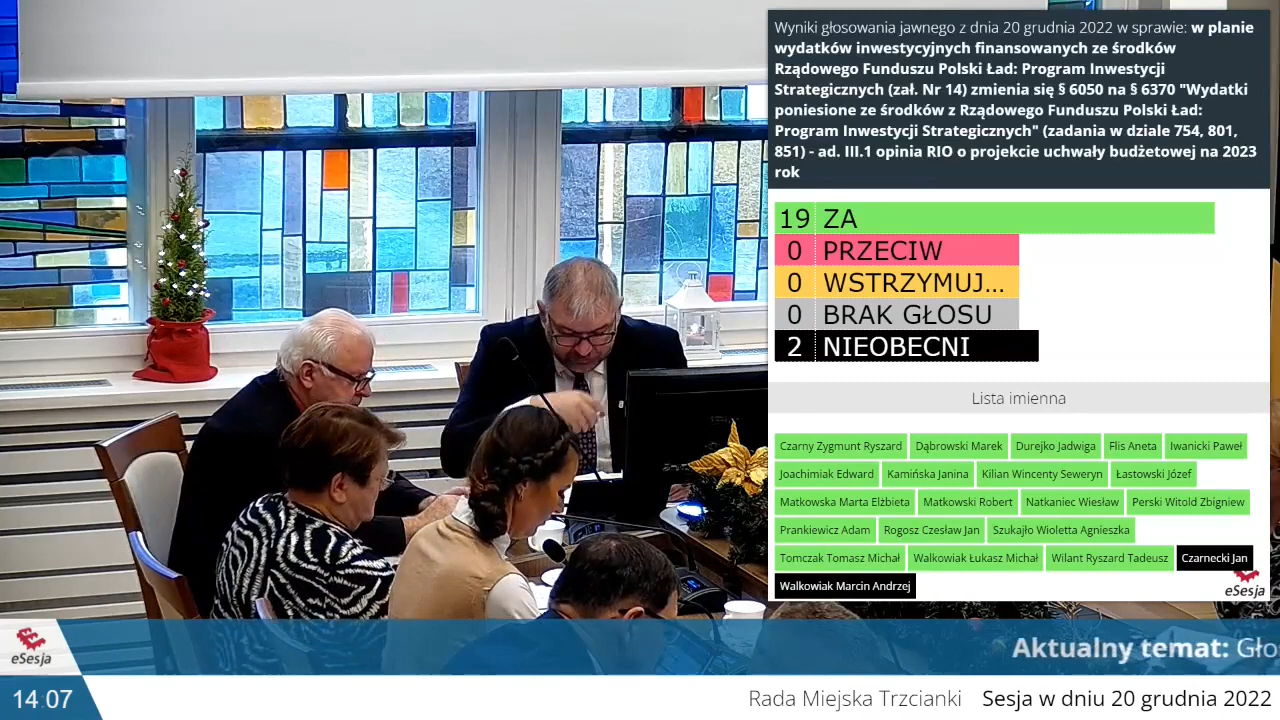 Wyniki głosowania jawnego z dnia 20 grudnia 2022 w sprawie: w planie
wydatków inwestycyjnych finansowanych ze środków
Rządowego Funduszu Polski Ład: Program Inwestycji
Strategicznych (zał. Nr 14) zmienia się § 6050 na § 6370 "Wydatki
poniesione ze środków z Rządowego Funduszu Polski Ład:
Program Inwestycji Strategicznych" (zadania w dziale 754, 801,
851) - ad. III.1 opinia RIO o projekcie uchwały budżetowej na 2023
rok
19 ZA
0 PRZECIW
0 WSTRZYMUJ...
0 BRAK GŁOSU
2 NIEOBECNI
Lista imienna
Czarny Zygmunt Ryszard Dąbrowski Marek Durejko Jadwiga Flis Aneta Iwanicki Paweł
Joachimiak Edward Kamińska Janina Kilian Wincenty Seweryn Łastowski Józef
Matkowska Marta Elżbieta Matkowski Robert Natkaniec Wiesław Perski Witold Zbigniew
Prankiewicz Adam Rogosz Czesław Jan Szukajło Wioletta Agnieszka
Tomczak Tomasz Michał Walkowiak Łukasz Michał Wilant Ryszard Tadeusz Czarnecki Jan
Walkowiak Marcin Andrzej
eSesja
Aktualny temat: Gło
eSesja
14:07
Rada Miejska Trzcianki Sesja w dniu 20 grudnia 2022